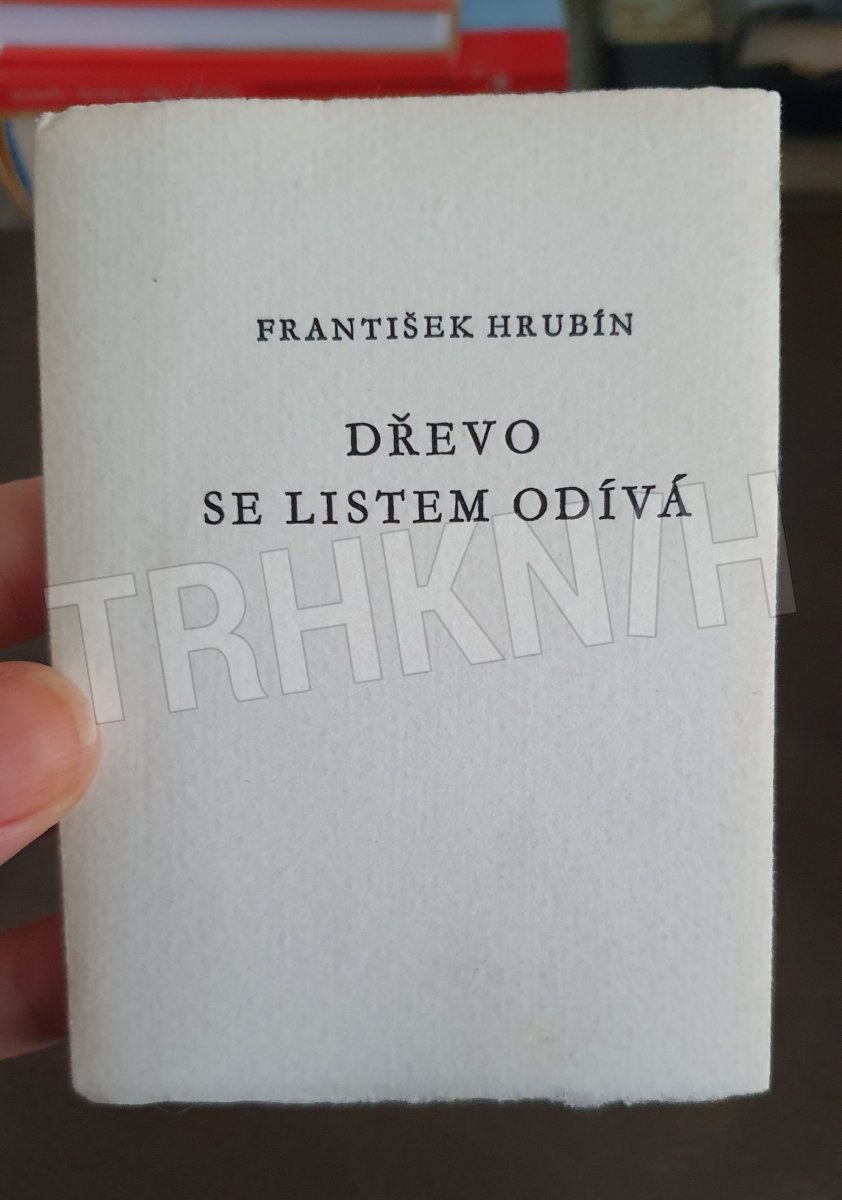 FRANTIŠEK HRUBÍN
DŘEVO
SE LISTEM ODÍVÁ
TRHKNIH